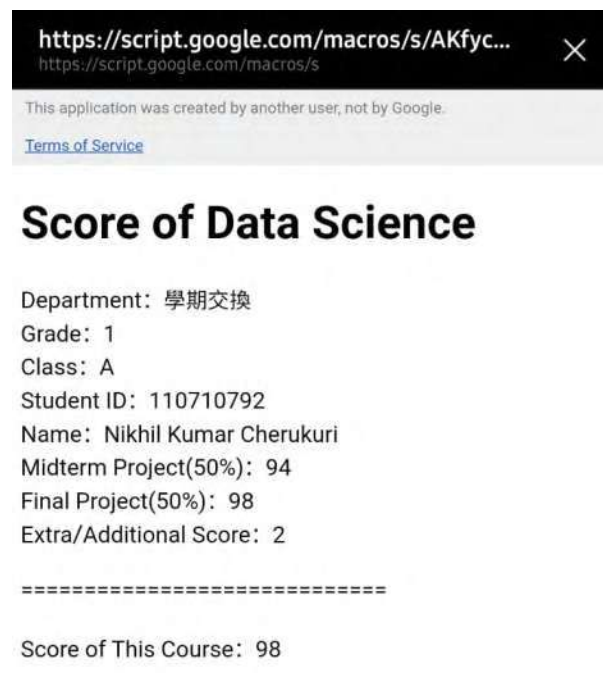 https://script.google.com/macros/s/AKfyc...
https://script.google.com/macros/s
This application was created by another user, not by Google.
Terms of Service
Score of Data Science
Department：學期交換
Grade：1
Class：A
Student ID：110710792
Name：Nikhil Kumar Cherukuri
Midterm Project(50%)：94
Final Project(50%)：98
Extra/Additional Score：2
=============================
Score of This Course：98